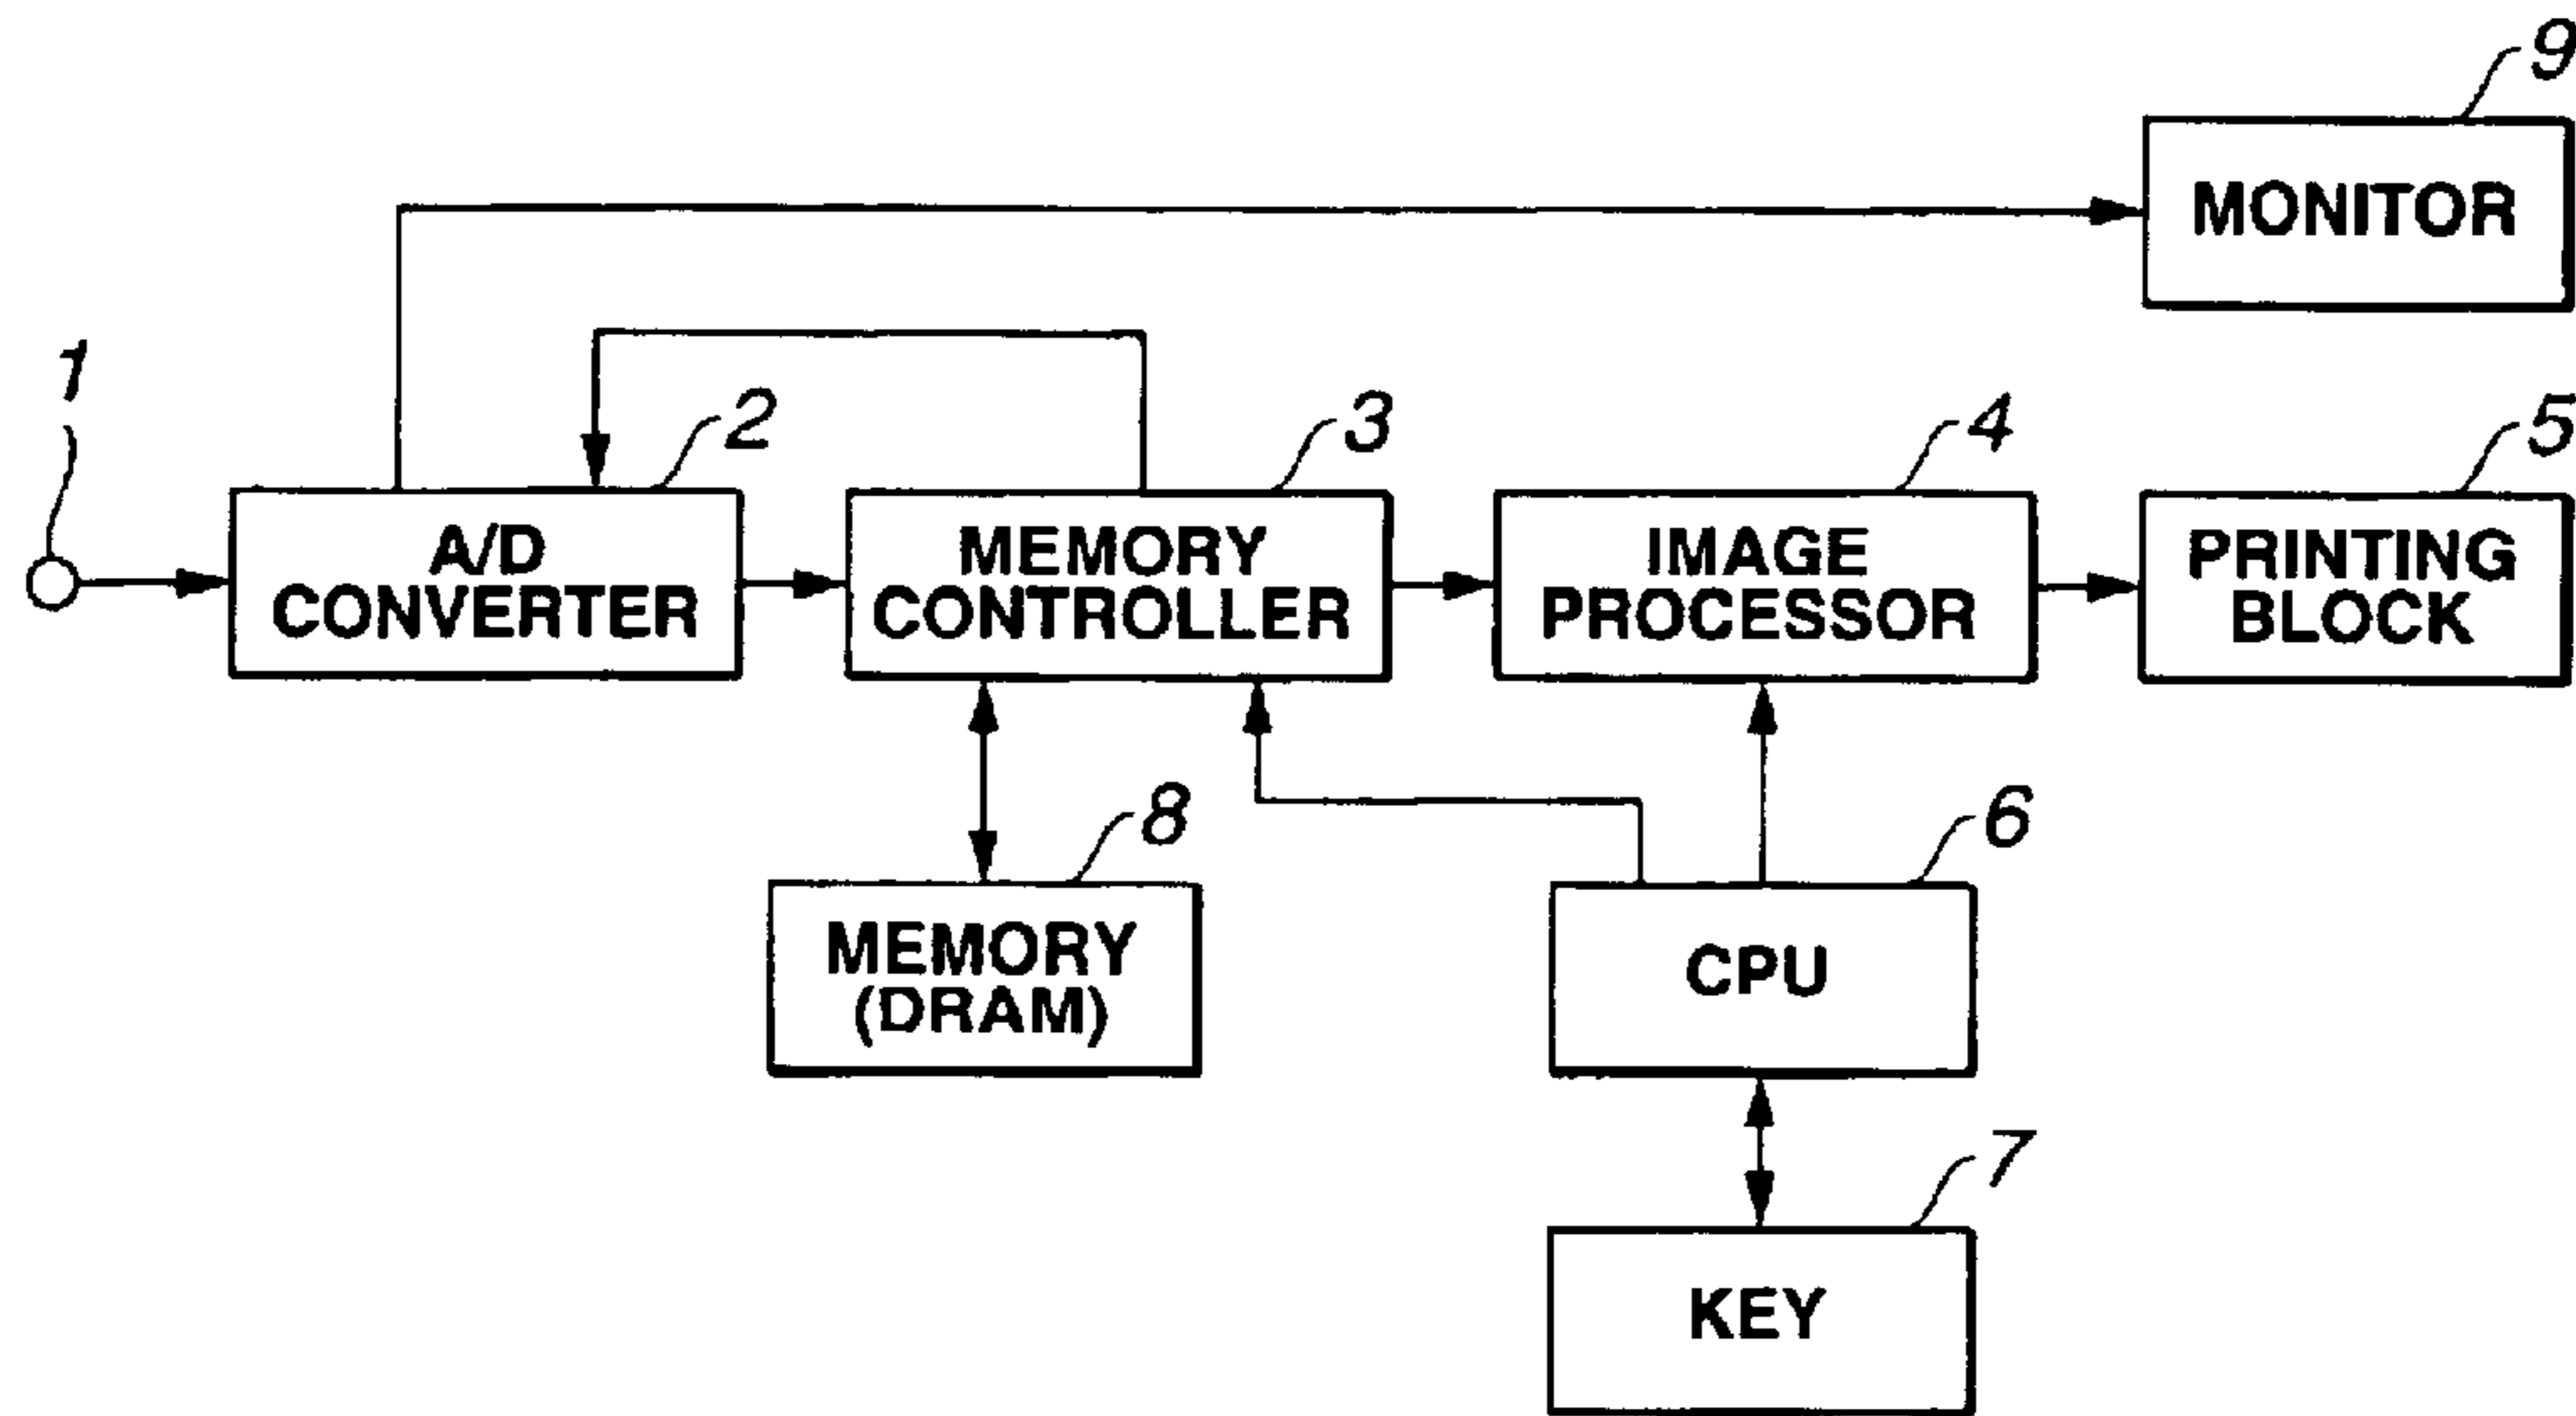 9
MONITOR
1
2
3
4
5
A/D
CONVERTER
MEMORY
CONTROLLER
IMAGE
PROCESSOR
PRINTING
BLOCK
8
6
MEMORY
(DRAM)
CPU
7
KEY